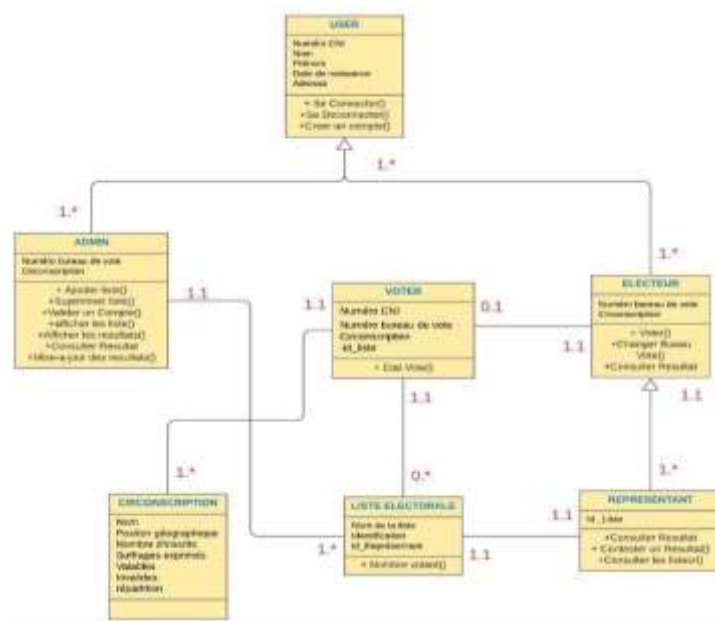 USER
Numéro CNI
Nom
Prénom
Date de naissance
Adresse
+ Se Connecter()
+Se Déconnecter()
+Creer un compte()
1.*
1.*
1.*
ADMIN
Numéro bureau de vote
Circonscription
+ Ajouter liste()
+Supprimer liste()
+Valider un Compte()
+afficher les liste()
+Afficher les resultats()
+Consulter Resultat
+Mise-a-jour des resultats()
1.1
1.1
VOTER
Numéro CNI
Numéro bureau de vote
Circonscription
id_liste
+ Cast Vote()
0.1
1.1
ELECTEUR
Numéro bureau de vote
Circonscription
+ Voter()
+Changer Bureau
Vote()
+Consulter Resultat
1.1
1.1
1.*
0.*
1.*
CIRCONSCRIPTION
Nom
Position géographique
Nombre d'inscrits
Suffrages exprimés
Valables
Invalides
répartition
1.*
LISTE ELECTORALE
Nom de la liste
Identification
id_Représentant
+ Nombre votant()
1.1
1.1
REPRESENTANT
Id_Liste
+Consulter Resultat
+ Contester un Resultat()
+Consulter les listes()